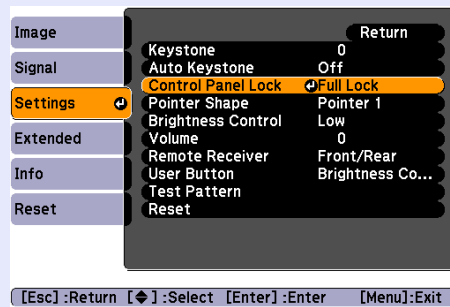 Image
Signal
Settings
Extended
Info
Reset
Return
Keystone 0
Auto Keystone Off
Control Panel Lock Full Lock
Pointer Shape Pointer 1
Brightness Control Low
Volume 0
Remote Receiver Front/Rear
User Button Brightness Co...
Test Pattern
Reset
[Esc] :Return [◆] :Select [Enter] :Enter [Menu]:Exit